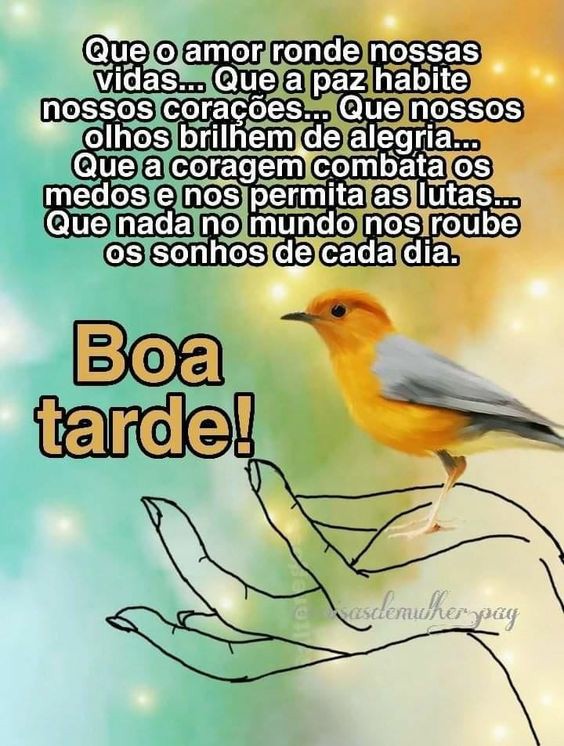 Que o amor ronde nossas
vidas... Que a paz habite
nossos corações... Que nossos
olhos brilhem de alegria...
Que a coragem combata os
medos e nos permita as lutas...
Que nada no mundo nos roube
os sonhos de cada dia.
Boa
tarde!